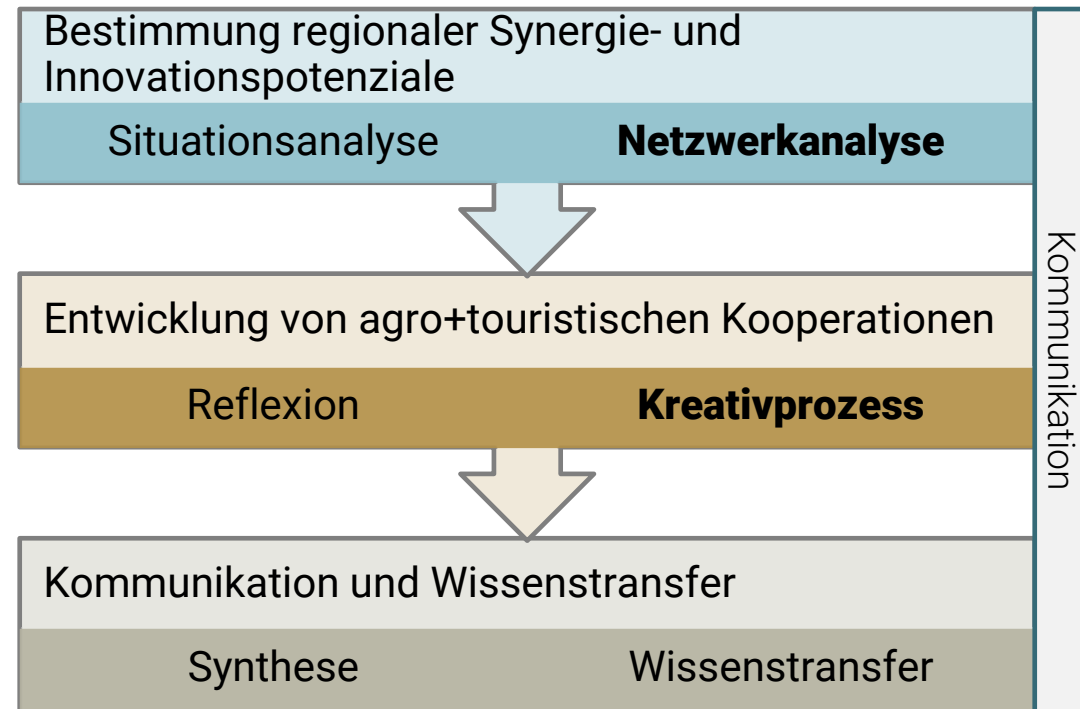 Bestimmung regionaler Synergie- und
Innovationspotenziale
Situationsanalyse
Netzwerkanalyse
Entwicklung von agro+touristischen Kooperationen
Reflexion
Kreativprozess
Kommunikation und Wissenstransfer
Synthese
Wissenstransfer
Kommunikation